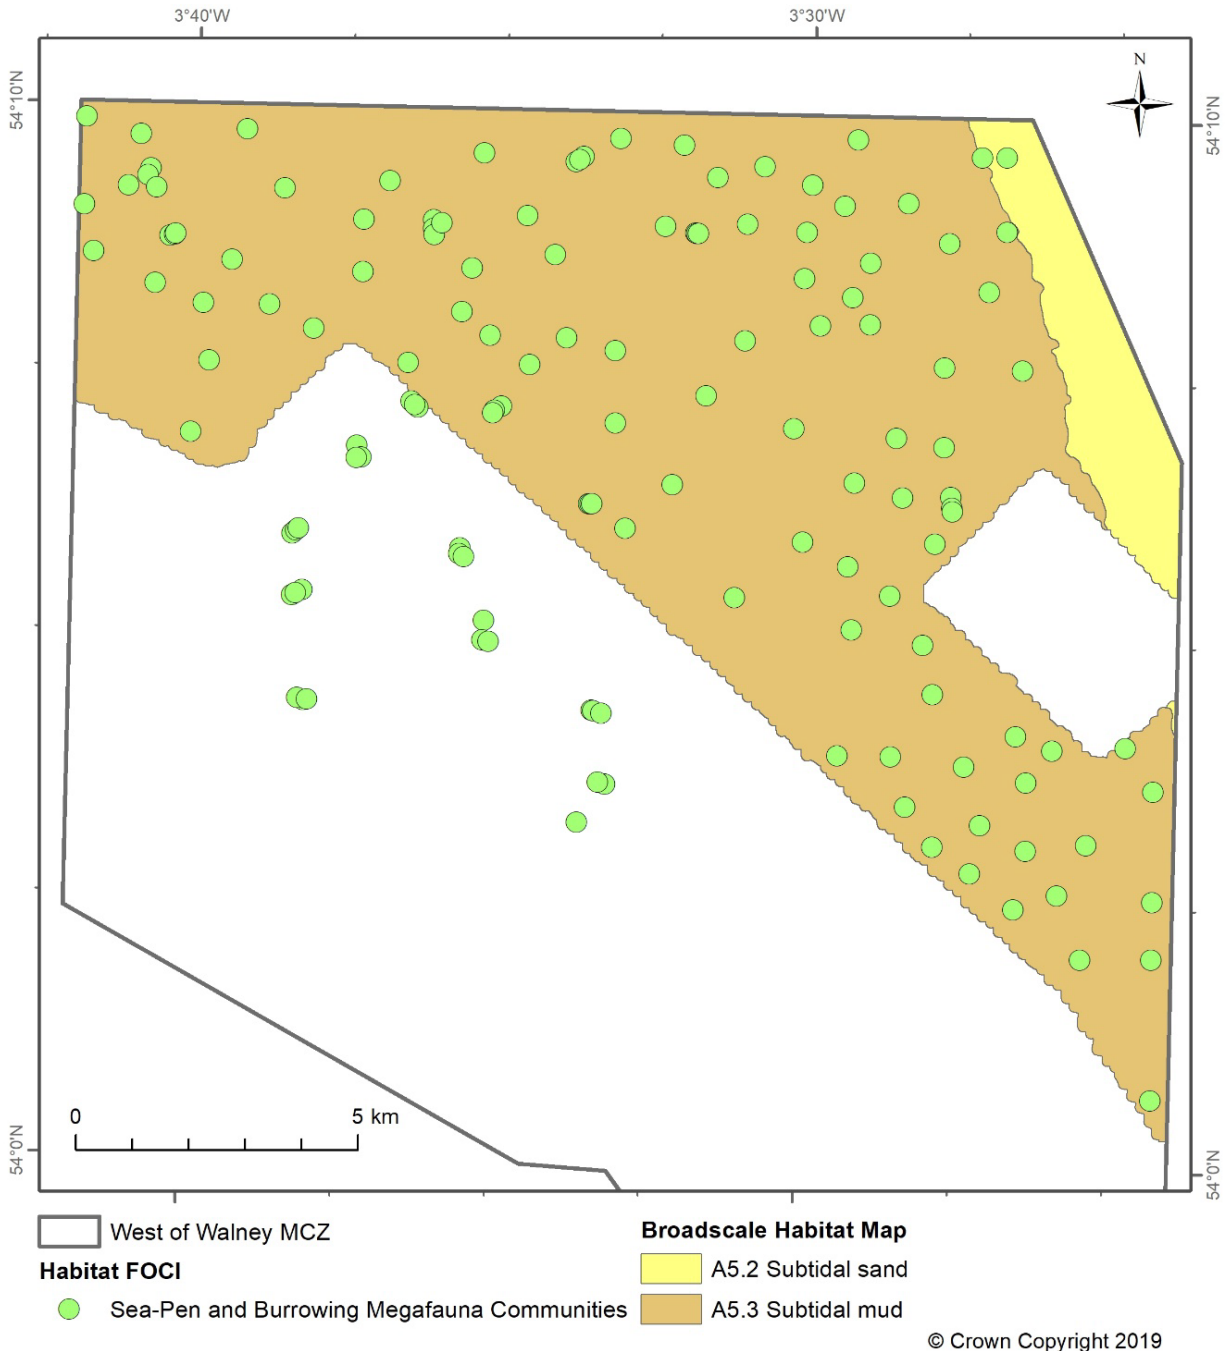 3°40'W 3°30'W
N
54°10'N 54°10'N
0 5 km
54°0'N 54°0'N
West of Walney MCZ
Habitat FOCI
Sea-Pen and Burrowing Megafauna Communities
Broadscale Habitat Map
A5.2 Subtidal sand
A5.3 Subtidal mud
© Crown Copyright 2019